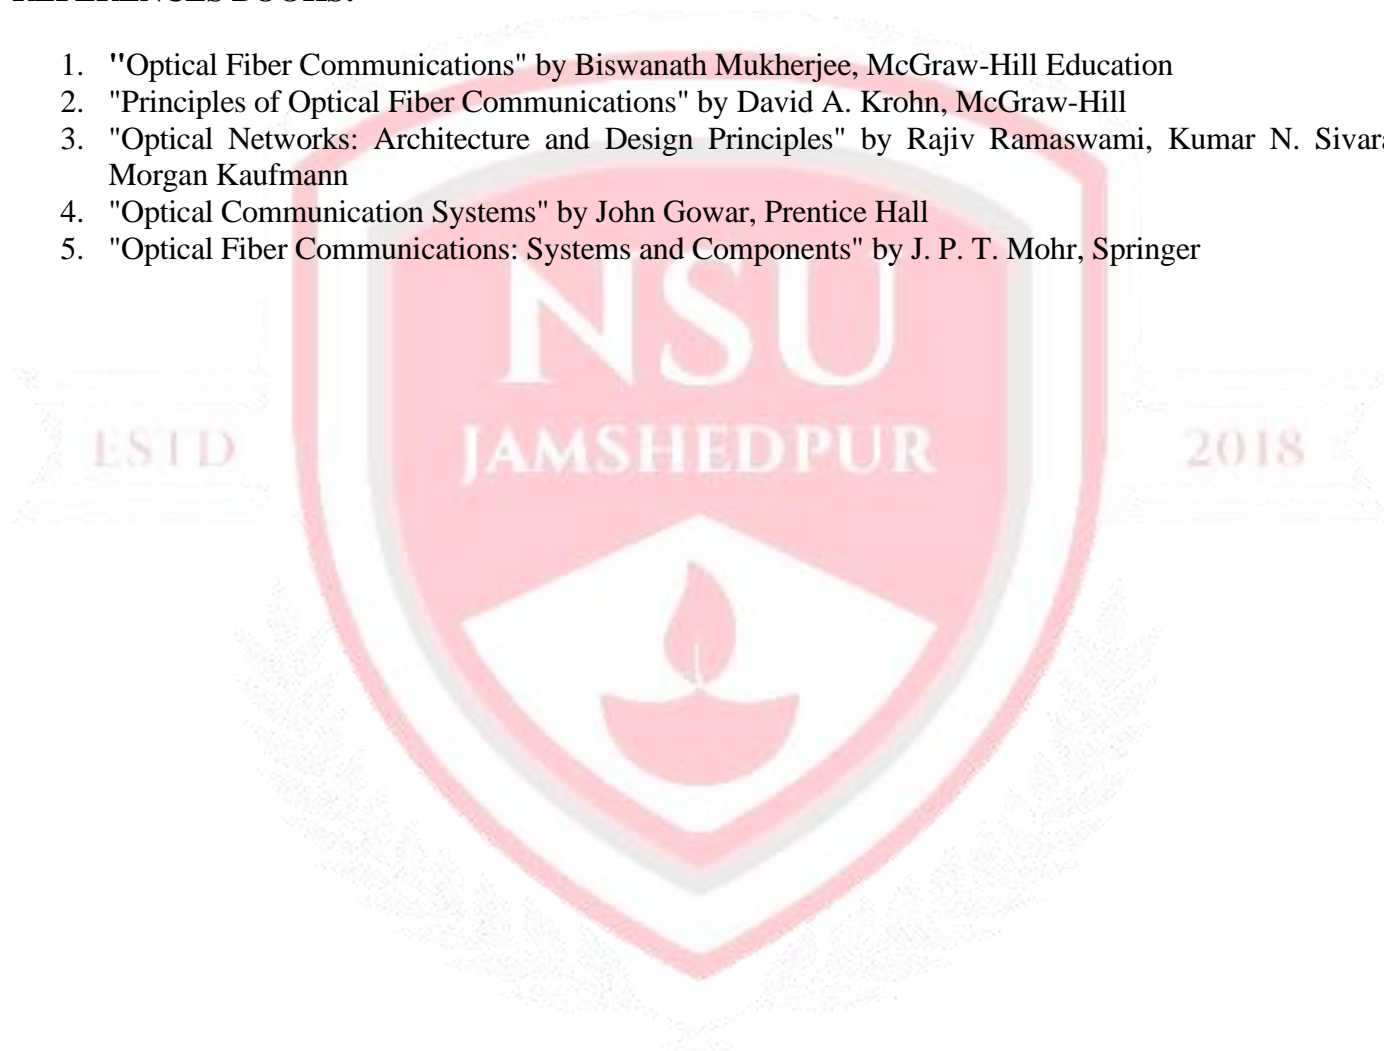 1. "Optical Fiber Communications" by Biswanath Mukherjee, McGraw-Hill Education
2. "Principles of Optical Fiber Communications" by David A. Krohn, McGraw-Hill
3. "Optical Networks: Architecture and Design Principles" by Rajiv Ramaswami, Kumar N.
Morgan Kaufmann
4. "Optical Communication Systems" by John Gowar, Prentice Hall
5. "Optical Fiber Communications: Systems and Components" by J. P. T. Mohr, Springer
NSU
ESTD JAMSHEDPUR 2018